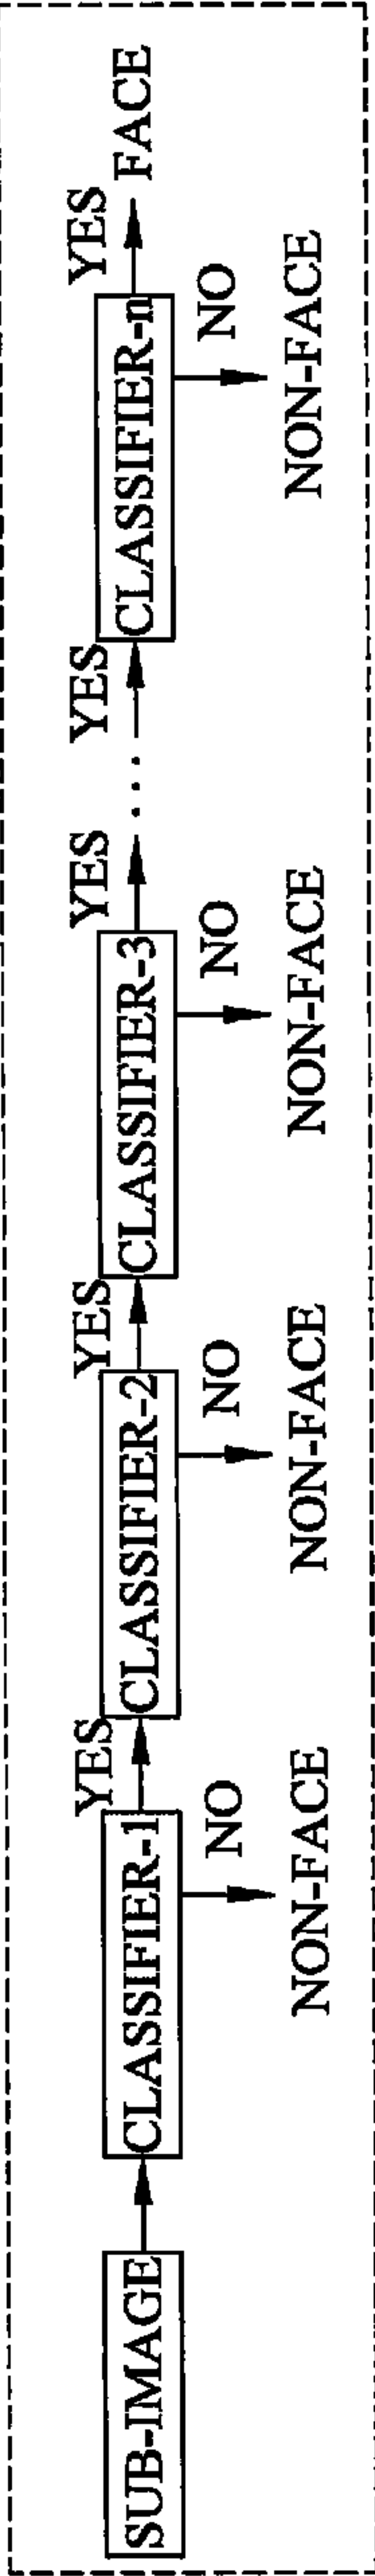 SUB-IMAGE
CLASSIFIER-1
YES
NO
NON-FACE
CLASSIFIER-2
YES
NO
NON-FACE
CLASSIFIER-3
YES
NO
NON-FACE
...
YES
CLASSIFIER-n
YES
FACE
NO
NON-FACE